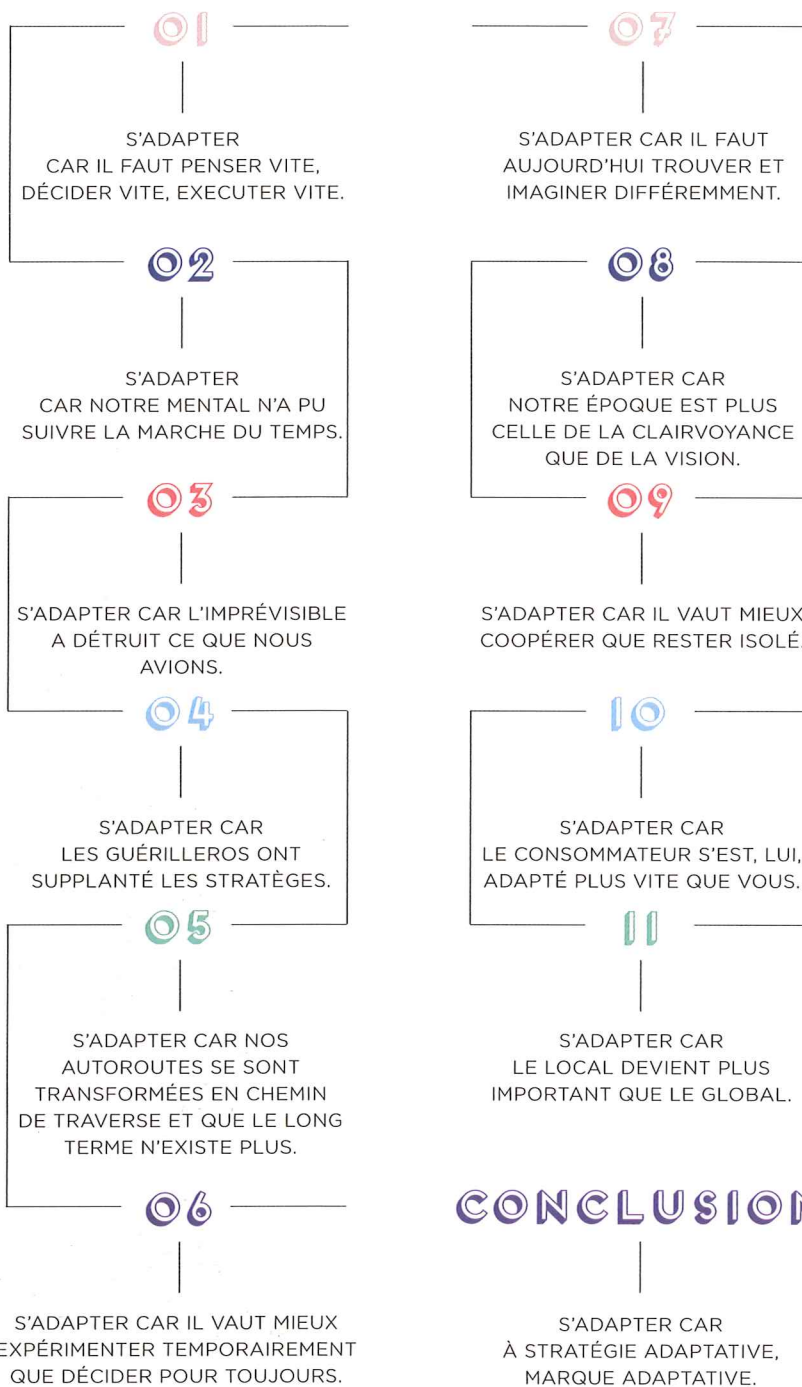 01
S'ADAPTER
CAR IL FAUT PENSER VITE,
DÉCIDER VITE, EXECUTER VITE.
02
S'ADAPTER
CAR NOTRE MENTAL N'A PU
SUIVRE LA MARCHE DU TEMPS.
03
S'ADAPTER CAR L'IMPRÉVISIBLE
A DÉTRUIT CE QUE NOUS
AVIONS.
04
S'ADAPTER CAR
LES GUÉRILLEROS ONT
SUPPLANTÉ LES STRATÈGES.
05
S'ADAPTER CAR NOS
AUTOROUTES SE SONT
TRANSFORMÉES EN CHEMIN
DE TRAVERSE ET QUE LE LONG
TERME N'EXISTE PLUS.
06
S'ADAPTER CAR IL VAUT MIEUX
EXPÉRIMENTER TEMPORAIREMENT
QUE DÉCIDER POUR TOUJOURS.
07
S'ADAPTER CAR IL FAUT
AUJOURD'HUI TROUVER ET
IMAGINER DIFFÉREMMENT.
08
S'ADAPTER CAR
NOTRE ÉPOQUE EST PLUS
CELLE DE LA CLAIRVOYANCE
QUE DE LA VISION.
09
S'ADAPTER CAR IL VAUT MIEUX
COOPÉRER QUE RESTER ISOLÉ.
10
S'ADAPTER CAR
LE CONSOMMATEUR S'EST, LUI,
ADAPTÉ PLUS VITE QUE VOUS.
11
S'ADAPTER CAR
LE LOCAL DEVIENT PLUS
IMPORTANT QUE LE GLOBAL.
CONCLUSION
S'ADAPTER CAR
À STRATÉGIE ADAPTATIVE,
MARQUE ADAPTATIVE.